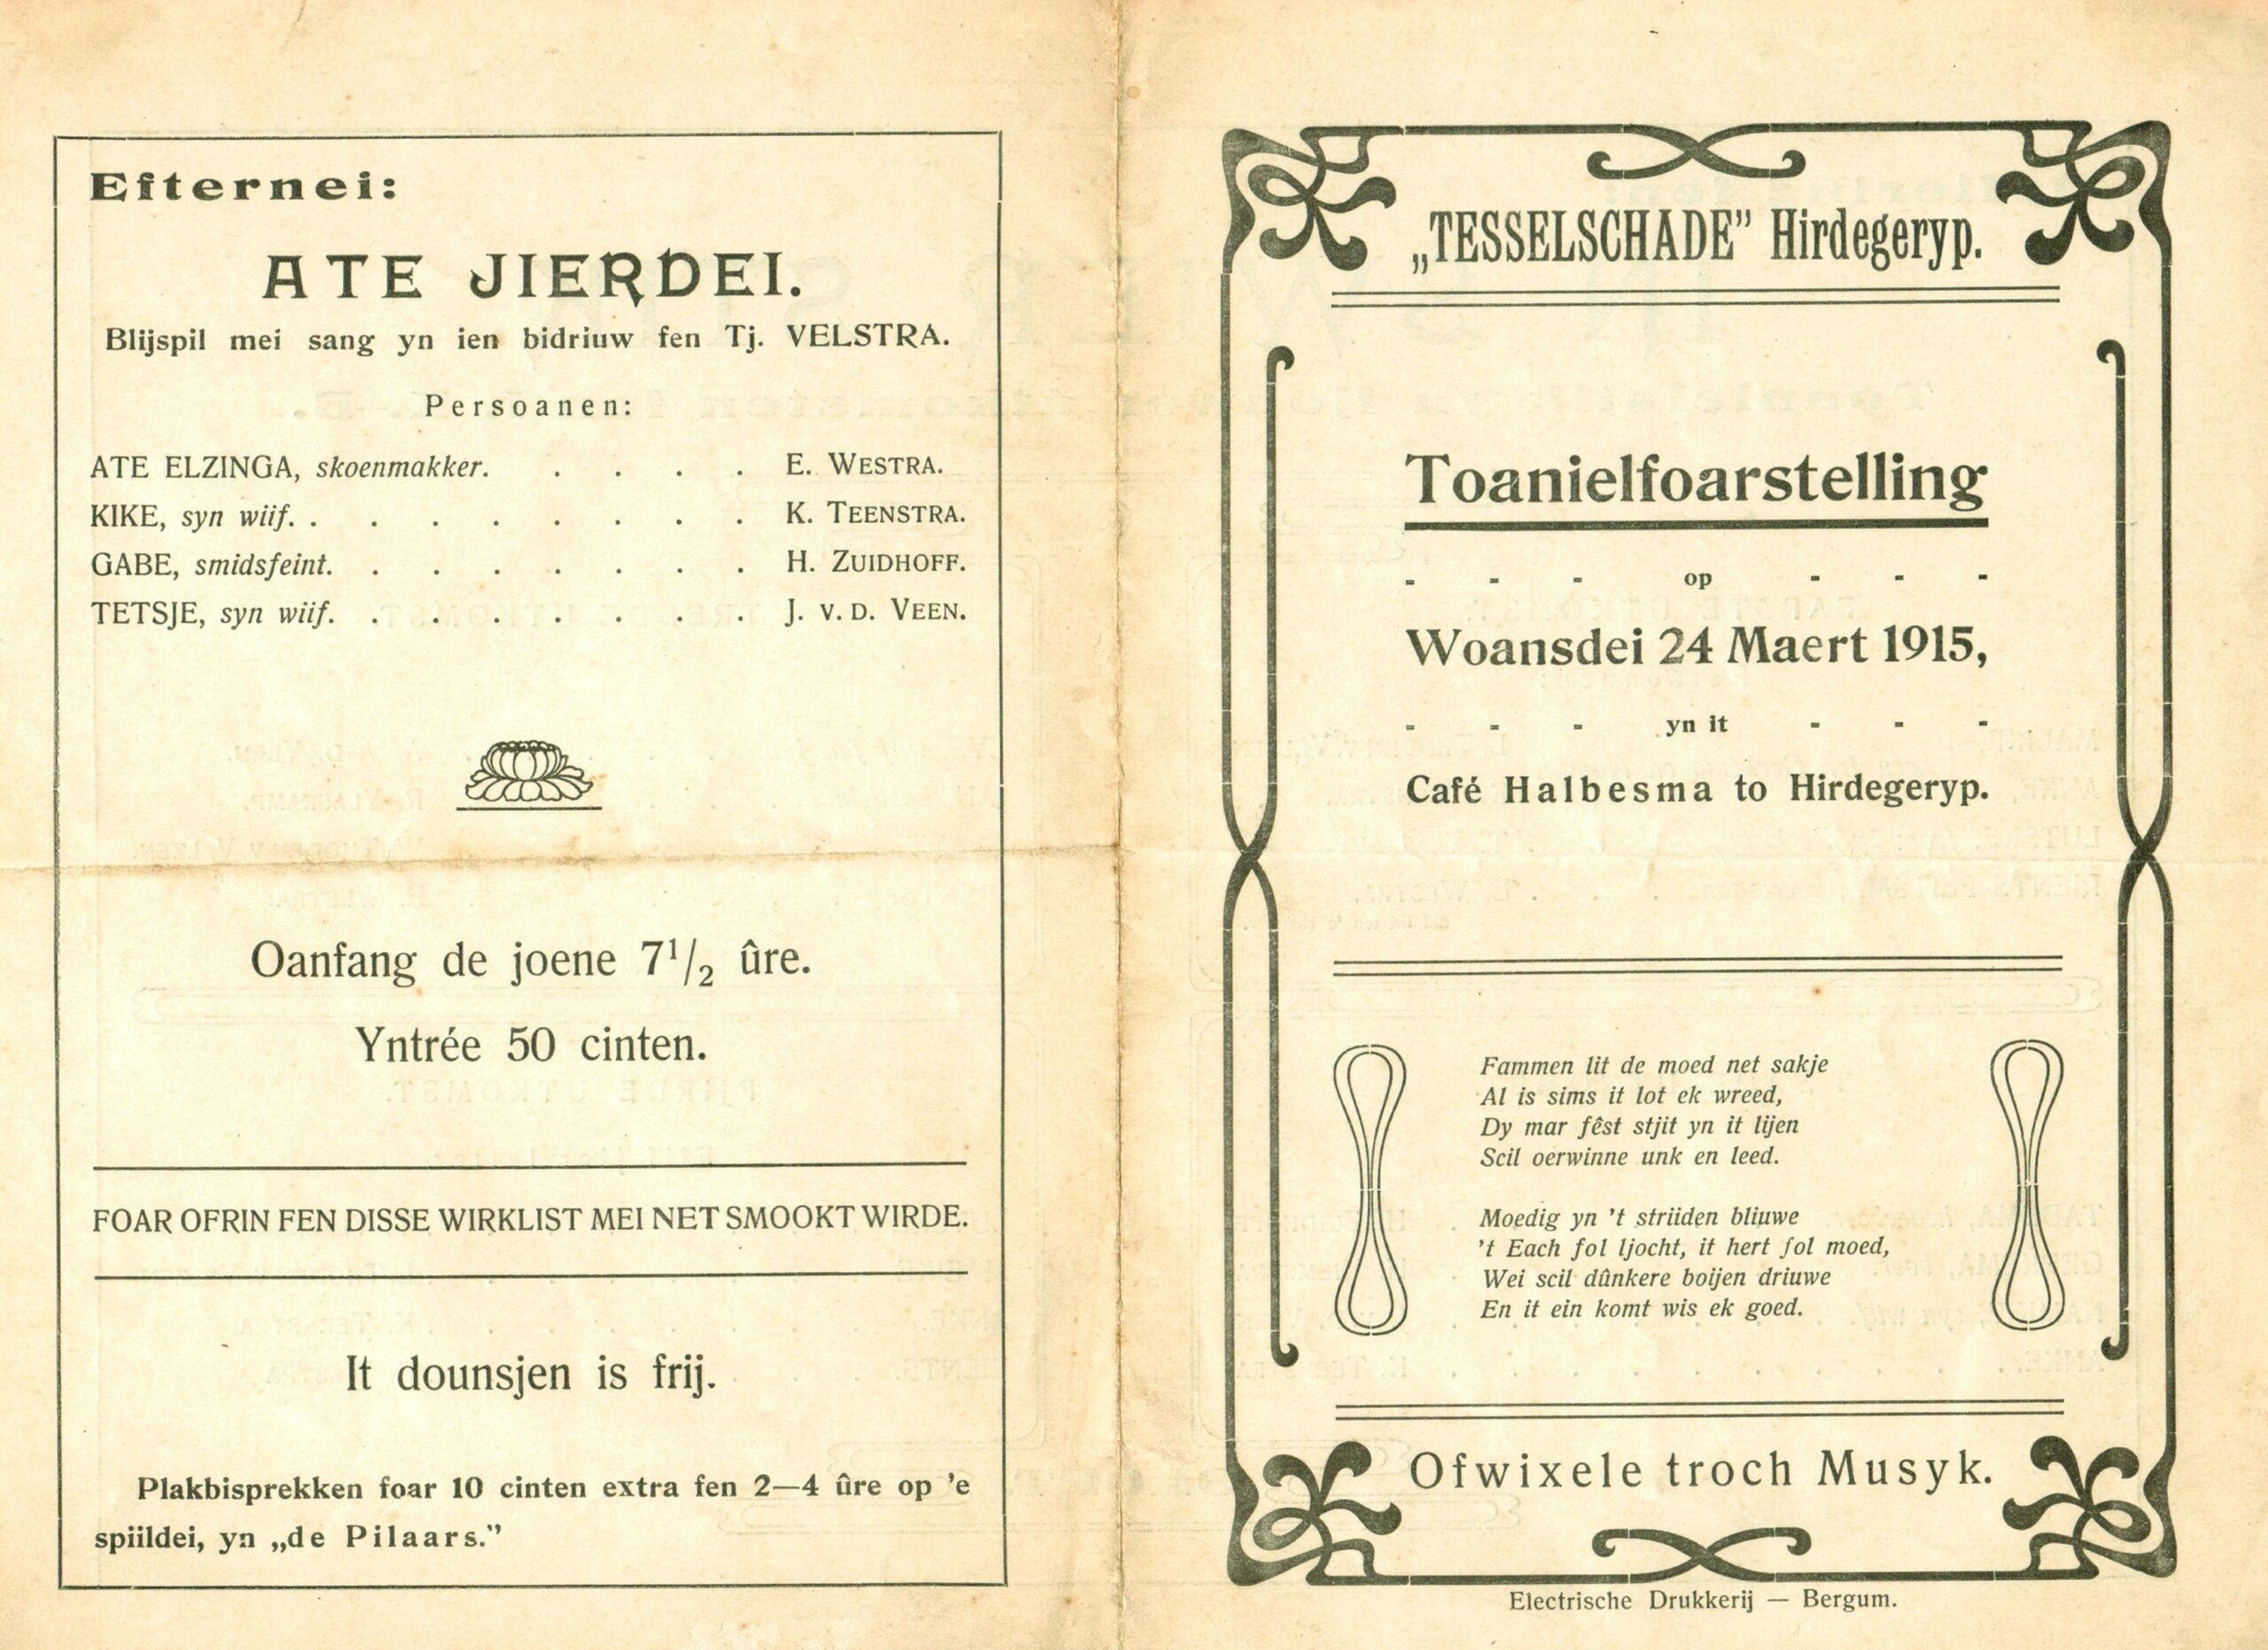 Efternei:
ATE JIERDEI.
Blijspil mei sang yn ien bidriuw fen Tj. VELSTRA.
Persoanen:
ATE ELZINGA, skoenmakker. . . . . E. WESTRA.
KIKE, syn wiif. . . . . . . . . K. TEENSTRA.
GABE, smidsfeint. . . . . . . . H. ZUIDHOFF.
TETSJE, syn wiif. . . . . . . . J. V. D. VEEN.
Oanfang de joene 7¹/₂ ûre.
Yntrée 50 cinten.
FOAR OFRIN FEN DISSE WIRKLIST MEI NET SMOOKT WIRDE.
It dounsjen is frij.
Plakbisprekken foar 10 cinten extra fen 2—4 ûre op 'e
spiildei, yn „de Pilaars."
„TESSELSCHADE" Hirdegeryp.
Toanielfoarstelling
- - - op - - -
Woansdei 24 Maert 1915,
- - - yn it - - -
Café Halbesma to Hirdegeryp.
Fammen lit de moed net sakje
Al is sims it lot ek wreed,
Dy mar fêst stjit yn it lijen
Scil oerwinne unk en leed.
Moedig yn 't striiden bliuwe
't Each fol ljocht, it hert fol moed,
Wei scil dûnkere boijen driuwe
En it ein komt wis ek goed.
Ofwixele troch Musyk.
Electrische Drukkerij — Bergum.